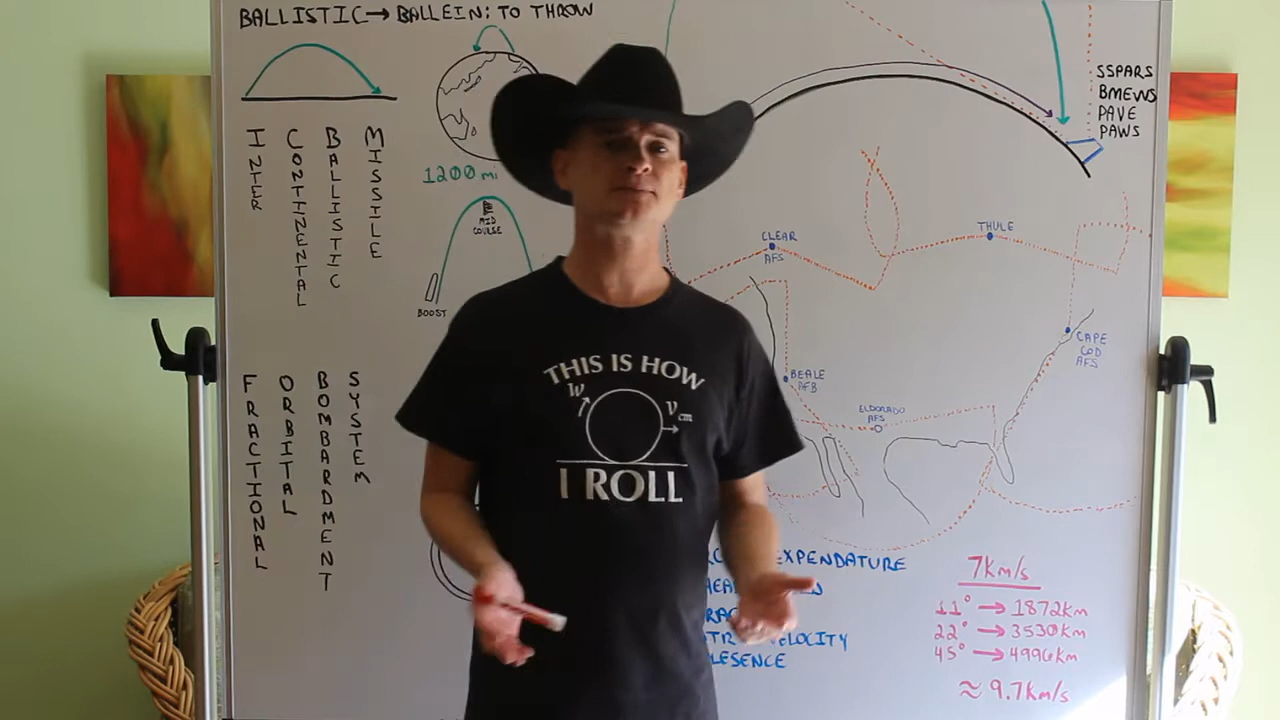 BALLISTIC→BALLEIN: TO THROW
INTER
CONTINENTAL
BALLISTIC
MISSILE
1200 mi
MID
COURSE
BOOST
FRACTIONAL
ORBITAL
BOMBARDMENT
SYSTEM
THIS IS HOW
W
V cm
I ROLL
SSPARS
BMEWS
PAVE
PAWS
CLEAR
AFS
THULE
CAPE
COD
AFS
BEALE
AFB
ELDORADO
AFS
EXPENDATURE
VELOCITY
7km/s
11° → 1872km
22° → 3530km
45° → 4996km
≈ 9.7km/s